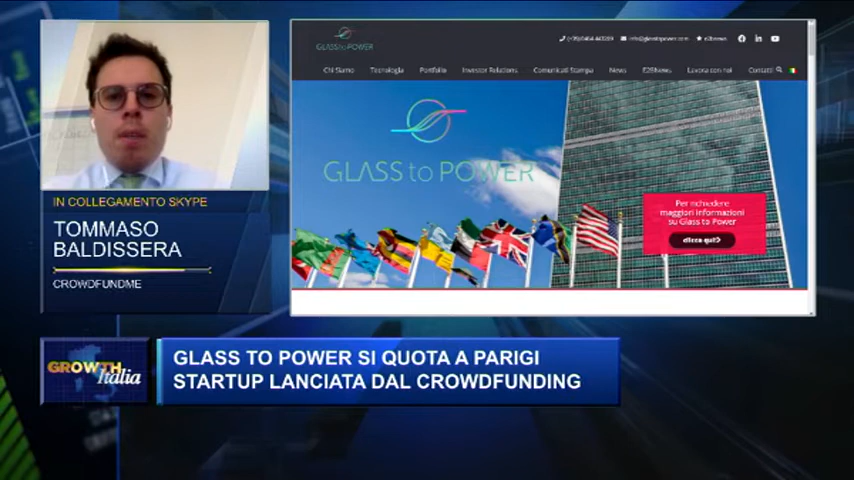 IN COLLEGAMENTO SKYPE
TOMMASO
BALDISSERA
CROWDFUNDME
GLASS to POWER
Chi Siamo Tecnologia Portfolio Investor Relations Comunicati Stampa News Lavora con noi Contatti
GLASS to POWER
Per richiedere
maggiori informazioni
su Glass to Power
clicca qui
GROWTH
Italia
GLASS TO POWER SI QUOTA A PARIGI
STARTUP LANCIATA DAL CROWDFUNDING